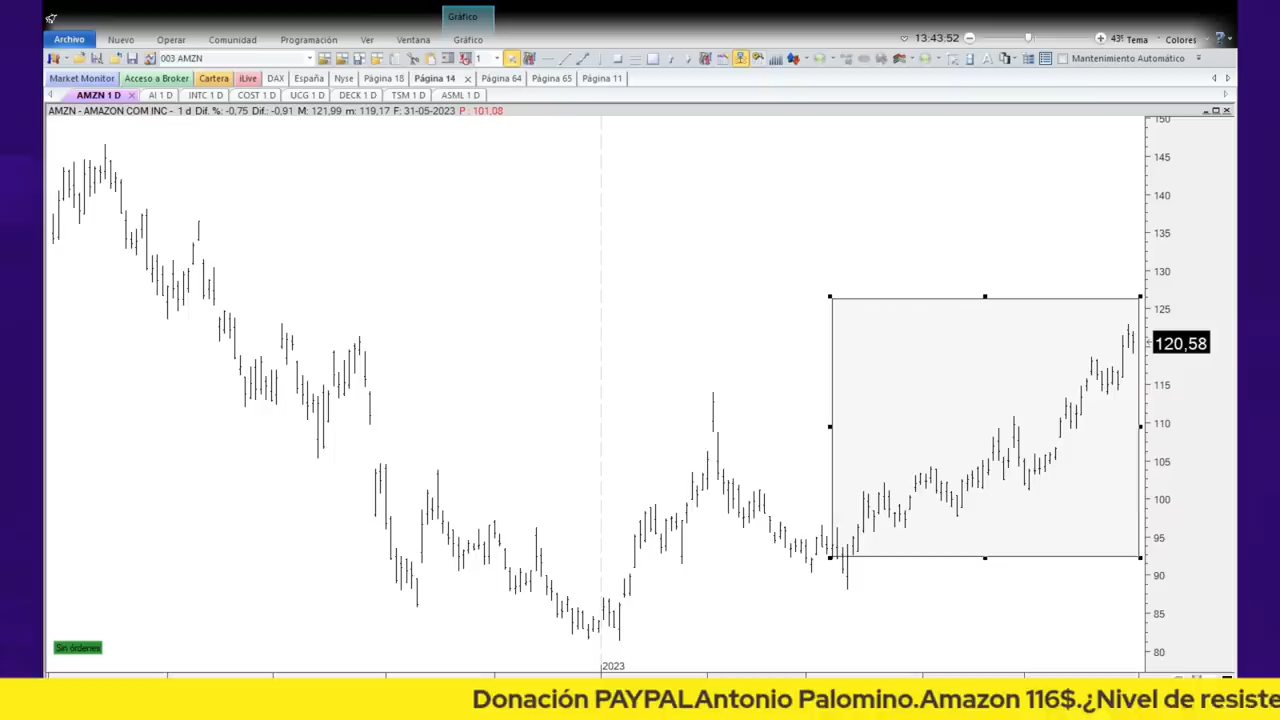 Gráfico
Archivo Nuevo Operar Comunidad Programación Ver Ventana Gráfico 13:43:52 43% Tema Colores
003 AMZN 1 Mantenimiento Automático
Market Monitor Acceso a Broker Cartera iLive DAX España Nyse Página 18 Página 14 Página 64 Página 65 Página 11
AMZN 1 D AI 1 D INTC 1 D COST 1 D UCG 1 D DECK 1 D TSM 1 D ASML 1 D
AMZN - AMAZON COM INC - 1 d Dif. %: -0,75 Dif.: -0,91 M: 121,99 m: 119,17 F: 31-05-2023 P : 101,08
150
145
140
135
130
125
120,58
115
110
105
100
95
90
85
80
Sin órdenes
2023
Donación PAYPALAntonio Palomino.Amazon 116$.¿Nivel de resiste